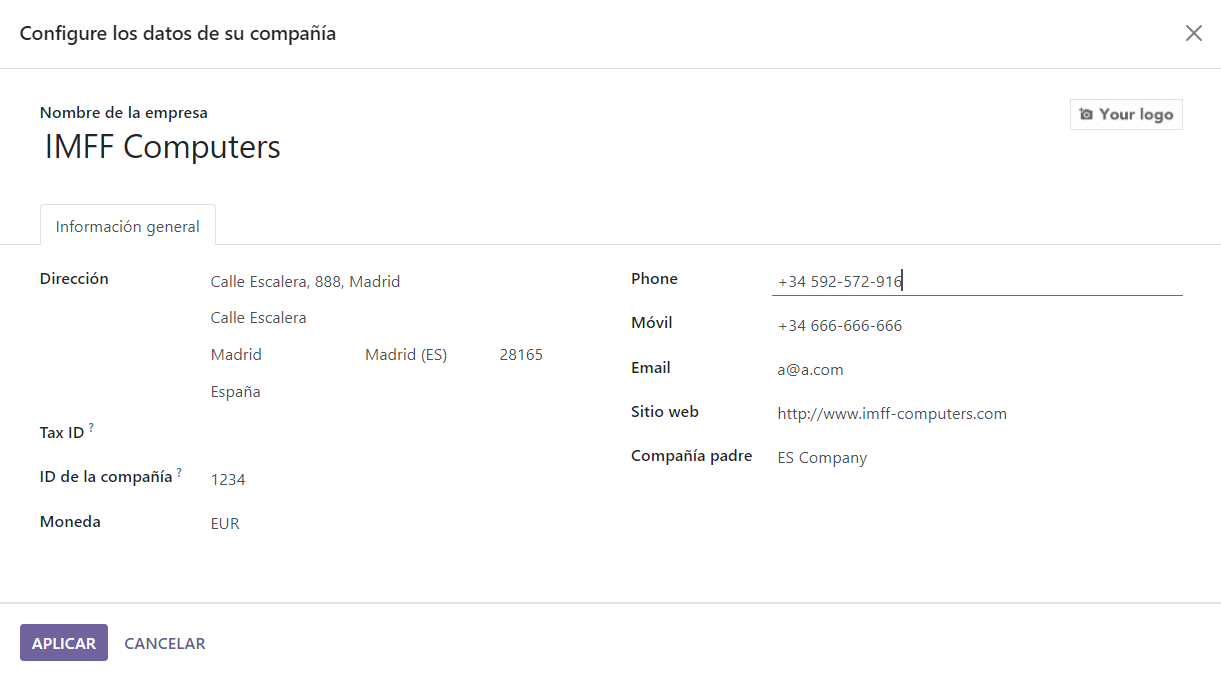 Configure los datos de su compañía
Nombre de la empresa
Your logo
IMFF Computers
Información general
Dirección
Calle Escalera, 888, Madrid
Calle Escalera
Madrid Madrid (ES) 28165
España
Tax ID ?
ID de la compañía ? 1234
Moneda EUR
Phone +34 592-572-916
Móvil +34 666-666-666
Email a@a.com
Sitio web http://www.imff-computers.com
Compañía padre ES Company
APLICAR CANCELAR